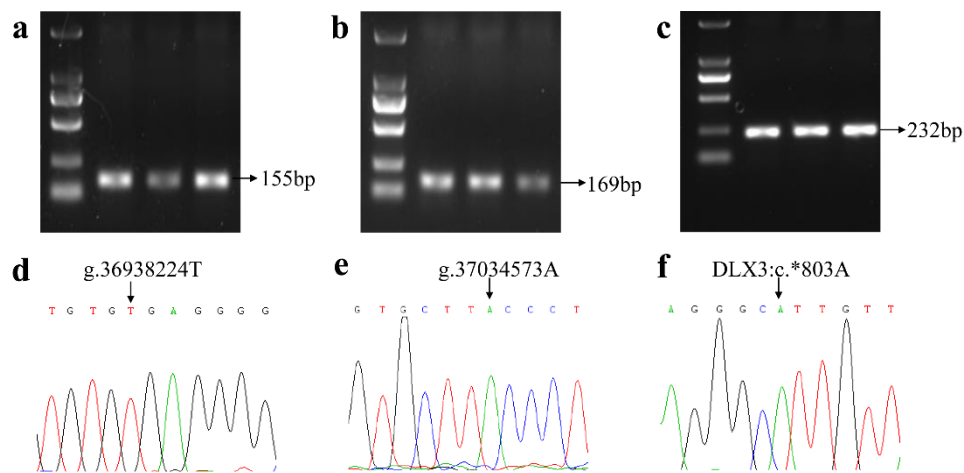 a
b
c
155bp
169bp
232bp
d
e
f
g.36938224T
g.37034573A
DLX3:c.*803A
T G T G T G A G G G G
G T G C T T A C C C T
A G G G C A T T G T T